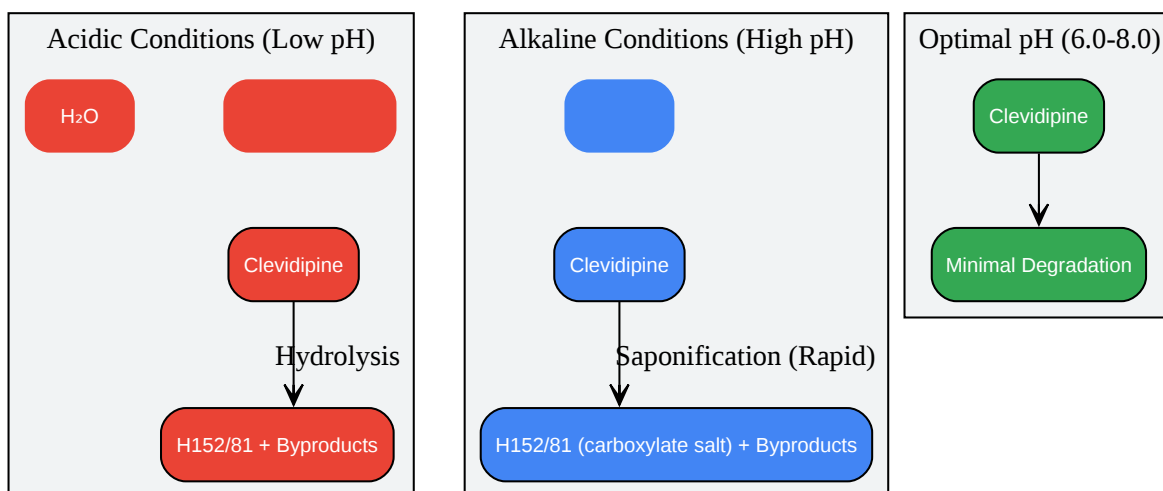 Acidic Conditions (Low pH)
H₂O
Clevidipine
Hydrolysis
H152/81 + Byproducts
Alkaline Conditions (High pH)
Clevidipine
Saponification (Rapid)
H152/81 (carboxylate salt) + Byproducts
Optimal pH (6.0-8.0)
Clevidipine
Minimal Degradation